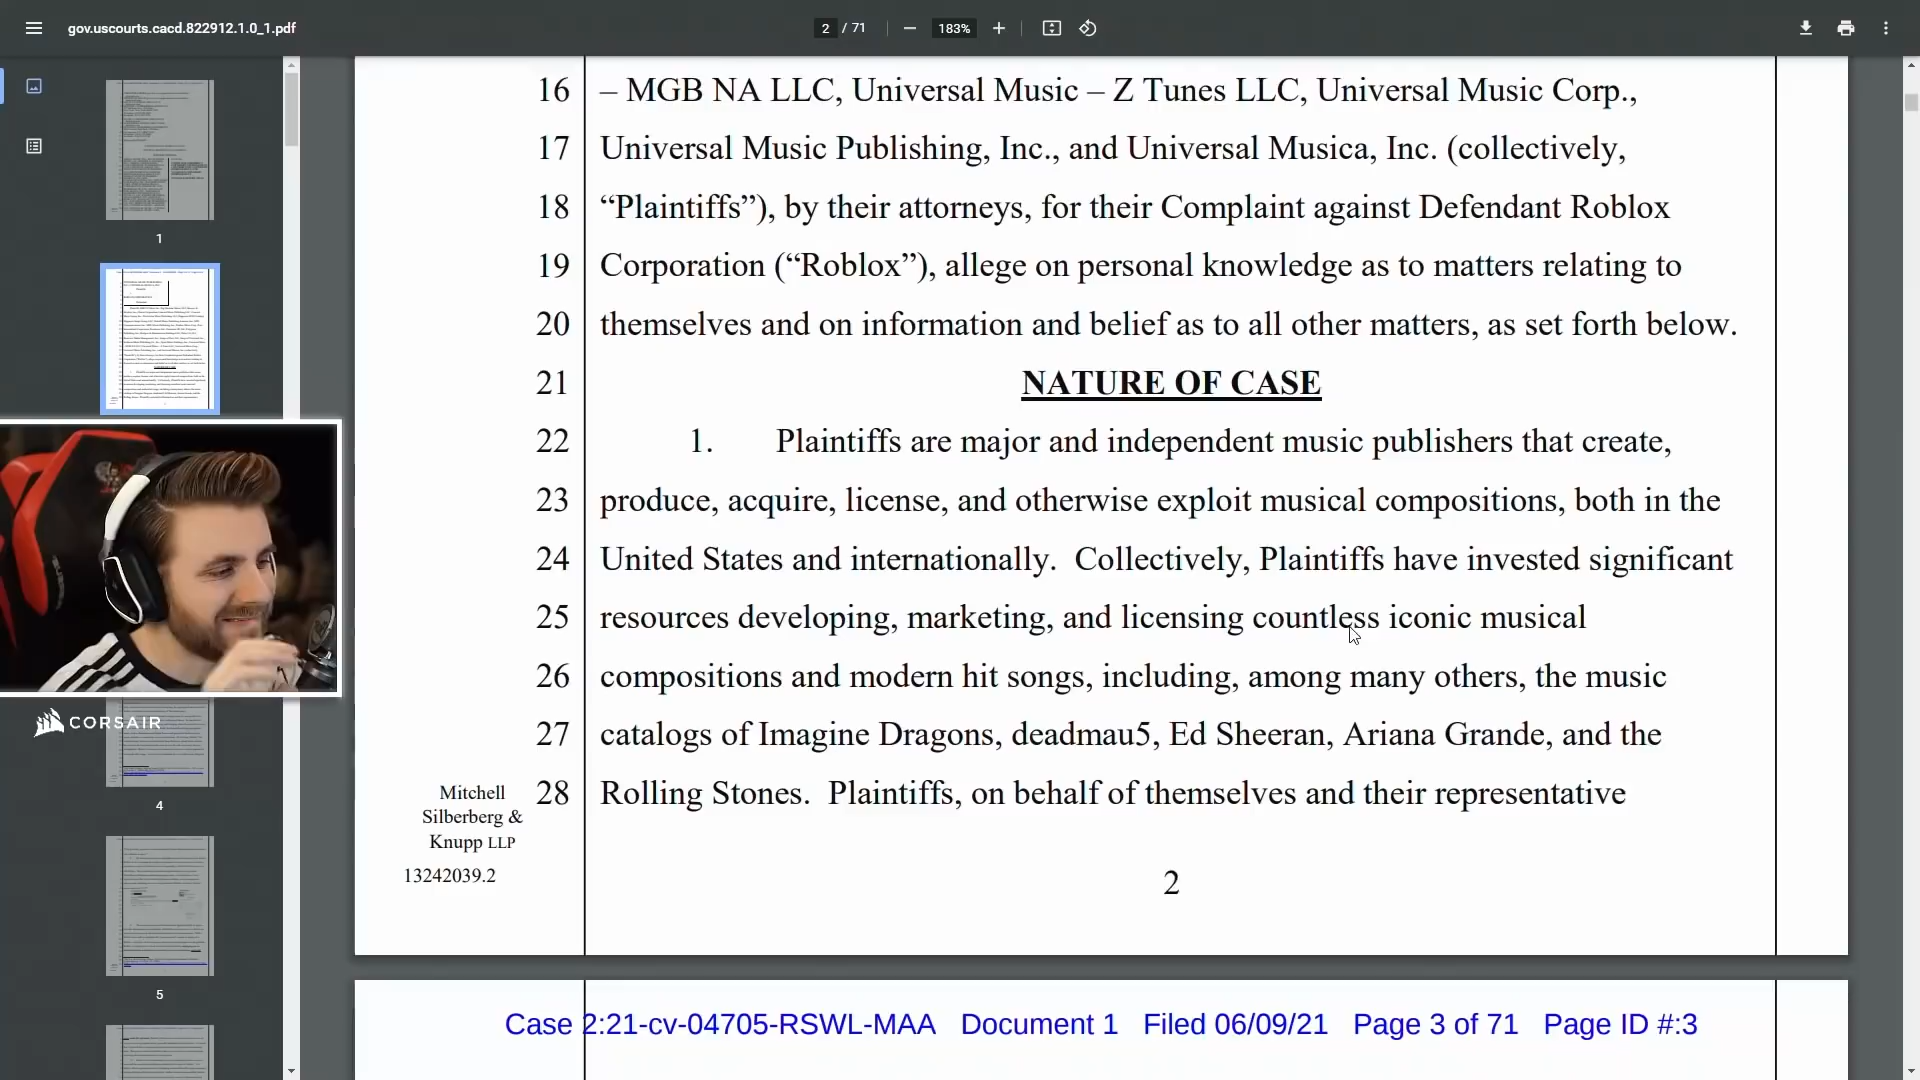 gov.uscourts.cacd.822912.1.0_1.pdf
2 / 71
183%
16 – MGB NA LLC, Universal Music – Z Tunes LLC, Universal Music Corp.,
17 Universal Music Publishing, Inc., and Universal Musica, Inc. (collectively,
18 “Plaintiffs”), by their attorneys, for their Complaint against Defendant Roblox
19 Corporation (“Roblox”), allege on personal knowledge as to matters relating to
20 themselves and on information and belief as to all other matters, as set forth below.
21 NATURE OF CASE
22 1. Plaintiffs are major and independent music publishers that create,
23 produce, acquire, license, and otherwise exploit musical compositions, both in the
24 United States and internationally.  Collectively, Plaintiffs have invested significant
25 resources developing, marketing, and licensing countless iconic musical
26 compositions and modern hit songs, including, among many others, the music
27 catalogs of Imagine Dragons, deadmau5, Ed Sheeran, Ariana Grande, and the
28 Rolling Stones.  Plaintiffs, on behalf of themselves and their representative
Mitchell
Silberberg &
Knupp LLP
13242039.2
2
Case 2:21-cv-04705-RSWL-MAA Document 1 Filed 06/09/21 Page 3 of 71 Page ID #:3
1
CORSAIR
4
5